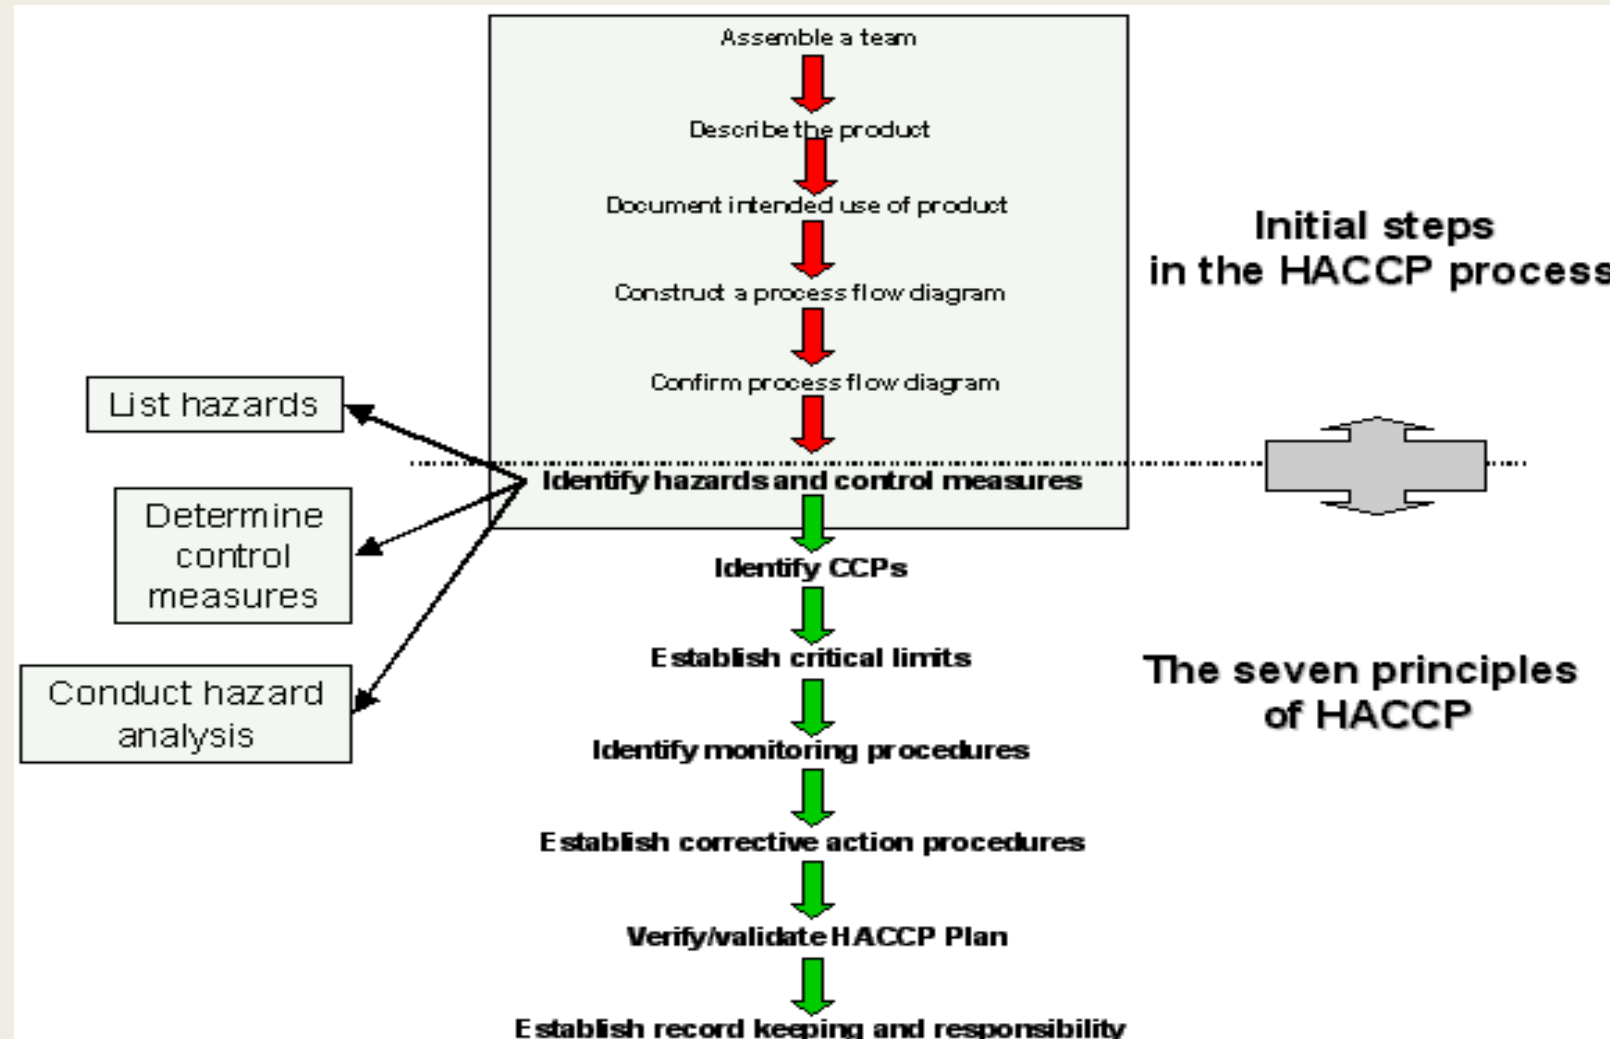 Assemble a team
Describe the product
Document intended use of product
Construct a process flow diagram
Confirm process flow diagram
Initial steps
in the HACCP process
Identify hazards and control measures
List hazards
Determine
control
measures
Conduct hazard
analysis
Identify CCPs
Establish critical limits
Identify monitoring procedures
Establish corrective action procedures
Verify/validate HACCP Plan
Establish record keeping and responsibility
The seven principles
of HACCP